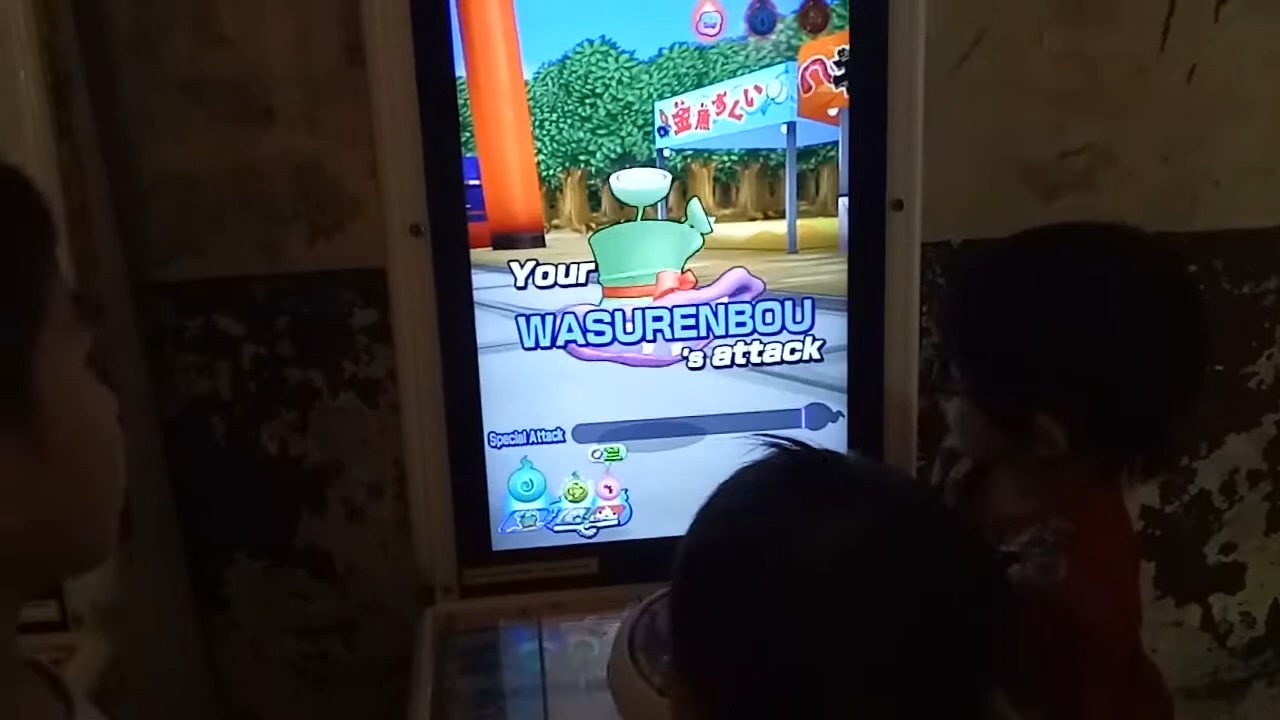 金魚すくい
Your
WASURENBOU
's attack
Special Attack